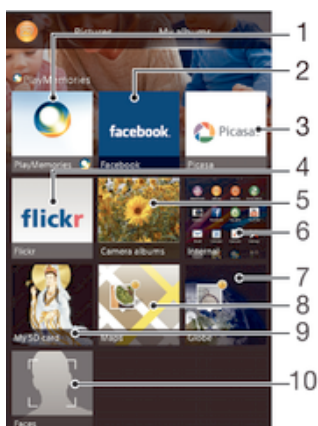 Pictures My albums
1
PlayMemories
2
facebook
Picasa
3
PlayMemories Facebook Picasa
4
flickr
5
6
Flickr Camera albums Internal
7
8
My SD card Maps Globe
9
10
Faces